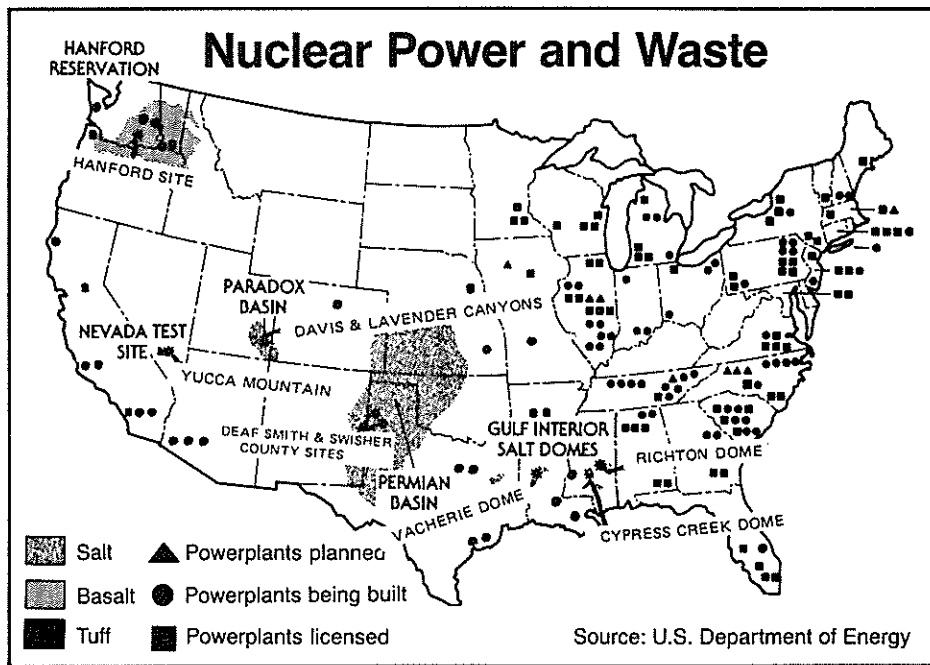 Nuclear Power and Waste
HANFORD
RESERVATION
HANFORD SITE
PARADOX
BASIN
DAVIS & LAVENDER CANYONS
NEVADA TEST
SITE
YUCCA MOUNTAIN
DEAF SMITH & SWISHER
COUNTY SITES
PERMIAN
BASIN
GULF INTERIOR
SALT DOMES
RICHTON DOME
VACHERIE DOME
CYPRESS CREEK DOME
Salt
Basalt
Tuff
Powerplants planned
Powerplants being built
Powerplants licensed
Source: U.S. Department of Energy